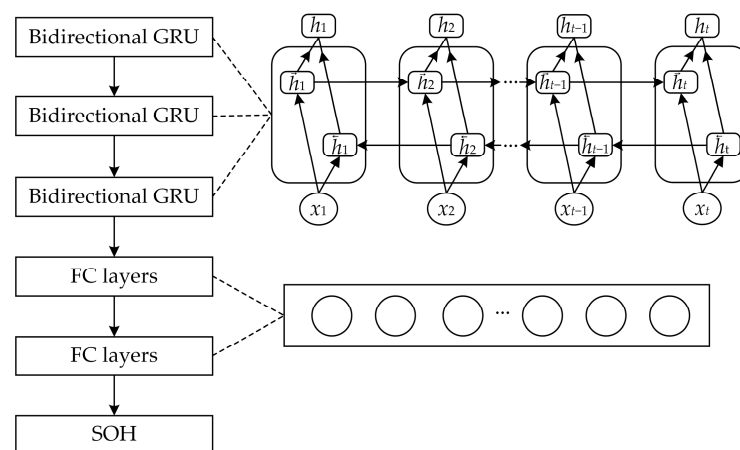 Bidirectional GRU
Bidirectional GRU
Bidirectional GRU
FC layers
FC layers
SOH
h1 h2 ht−1 ht
h⃗1 h⃗2 ... h⃗t−1 h⃗t
h⃖1 h⃖2 ... h⃖t−1 h⃖t
x1 x2 xt−1 xt
...